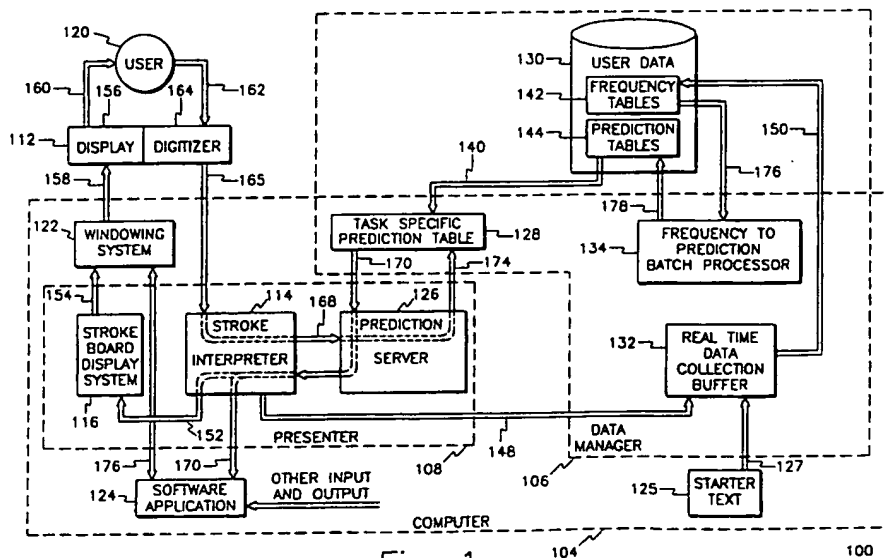 120
USER
160
156
164
162
112
DISPLAY
DIGITIZER
158
165
130
USER DATA
142
FREQUENCY
TABLES
144
PREDICTION
TABLES
150
140
176
178
122
WINDOWING
SYSTEM
TASK SPECIFIC
PREDICTION TABLE
128
134
FREQUENCY TO
PREDICTION
BATCH PROCESSOR
170
174
154
114
168
126
STROKE
BOARD
DISPLAY
SYSTEM
116
STROKE
INTERPRETER
PREDICTION
SERVER
132
REAL TIME
DATA
COLLECTION
BUFFER
152
PRESENTER
148
DATA
MANAGER
176
170
108
106
127
124
SOFTWARE
APPLICATION
OTHER INPUT
AND OUTPUT
125
STARTER
TEXT
COMPUTER
104
100